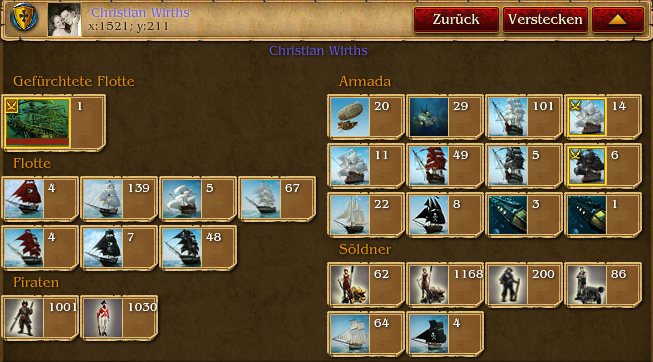 Christian Wirths
x:1521; y:211
Zurück
Verstecken
Christian Wirths
Gefürchtete Flotte
1
Flotte
4 139 5 67
4 7 48
Piraten
1001 1030
Armada
20 29 101 14
11 49 5 6
22 8 3 1
Söldner
62 1168 200 86
64 4